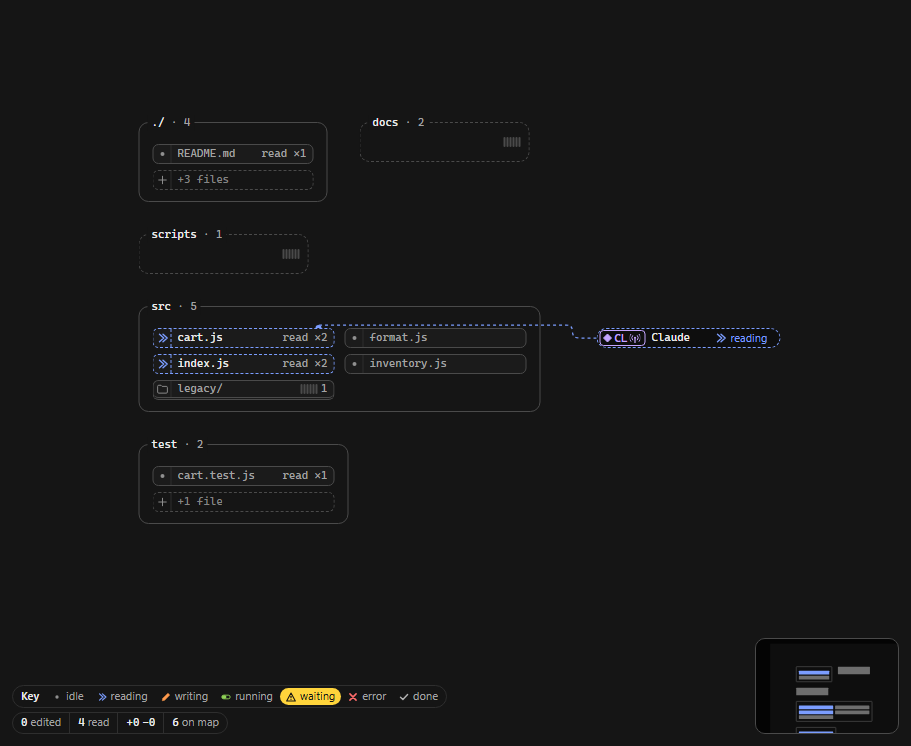 ./ · 4
docs · 2
README.md read ×1
+3 files
scripts · 1
src · 5
cart.js read ×2
format.js
CL Claude reading
index.js read ×2
inventory.js
legacy/ 1
test · 2
cart.test.js read ×1
+1 file
Key idle reading writing running waiting error done
0 edited 4 read +0 −0 6 on map